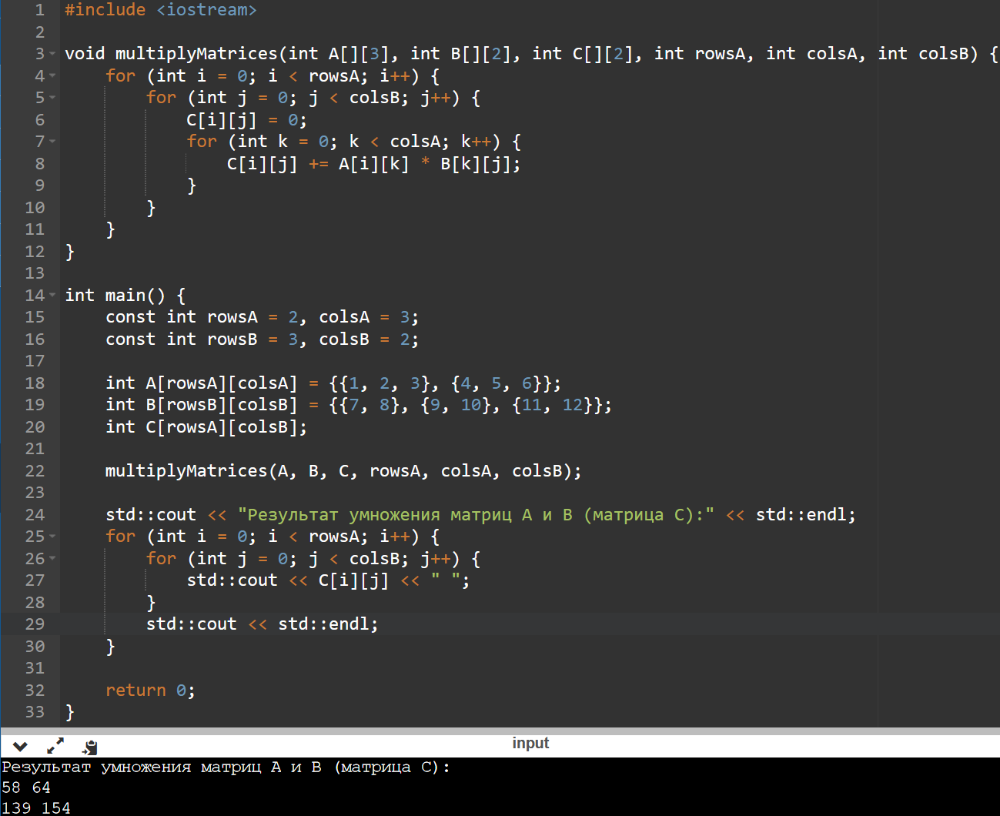 1 #include <iostream>
2
3 void multiplyMatrices(int A[][3], int B[][2], int C[][2], int rowsA, int colsA, int colsB) {
4     for (int i = 0; i < rowsA; i++) {
5         for (int j = 0; j < colsB; j++) {
6             C[i][j] = 0;
7             for (int k = 0; k < colsA; k++) {
8                 C[i][j] += A[i][k] * B[k][j];
9             }
10         }
11     }
12 }
13
14 int main() {
15     const int rowsA = 2, colsA = 3;
16     const int rowsB = 3, colsB = 2;
17
18     int A[rowsA][colsA] = {{1, 2, 3}, {4, 5, 6}};
19     int B[rowsB][colsB] = {{7, 8}, {9, 10}, {11, 12}};
20     int C[rowsA][colsB];
21
22     multiplyMatrices(A, B, C, rowsA, colsA, colsB);
23
24     std::cout << "Результат умножения матриц A и B (матрица C):" << std::endl;
25     for (int i = 0; i < rowsA; i++) {
26         for (int j = 0; j < colsB; j++) {
27             std::cout << C[i][j] << " ";
28         }
29         std::cout << std::endl;
30     }
31
32     return 0;
33 }
input
Результат умножения матриц A и B (матрица C):
58 64
139 154